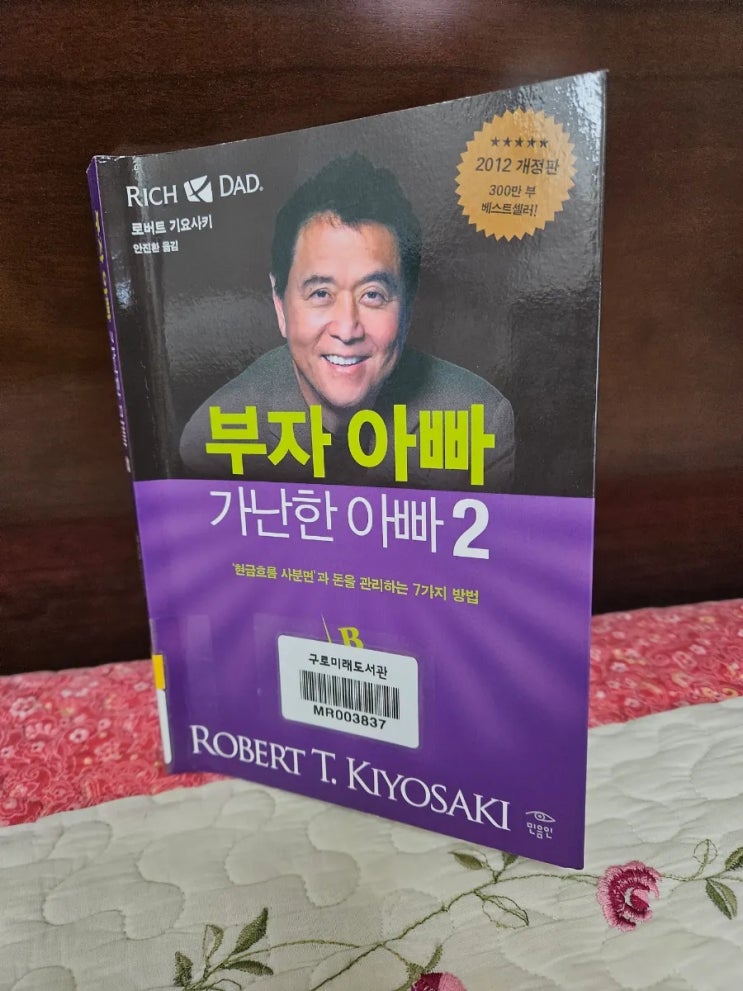 RICH DAD®
로버트 기요사키
안진환 옮김
2012 개정판
300만 부
베스트셀러!
부자 아빠
가난한 아빠 2
'현금흐름 사분면'과 돈을 관리하는 7가지 방법
B
구로미래도서관
MR003837
ROBERT T. KIYOSAKI
민음인